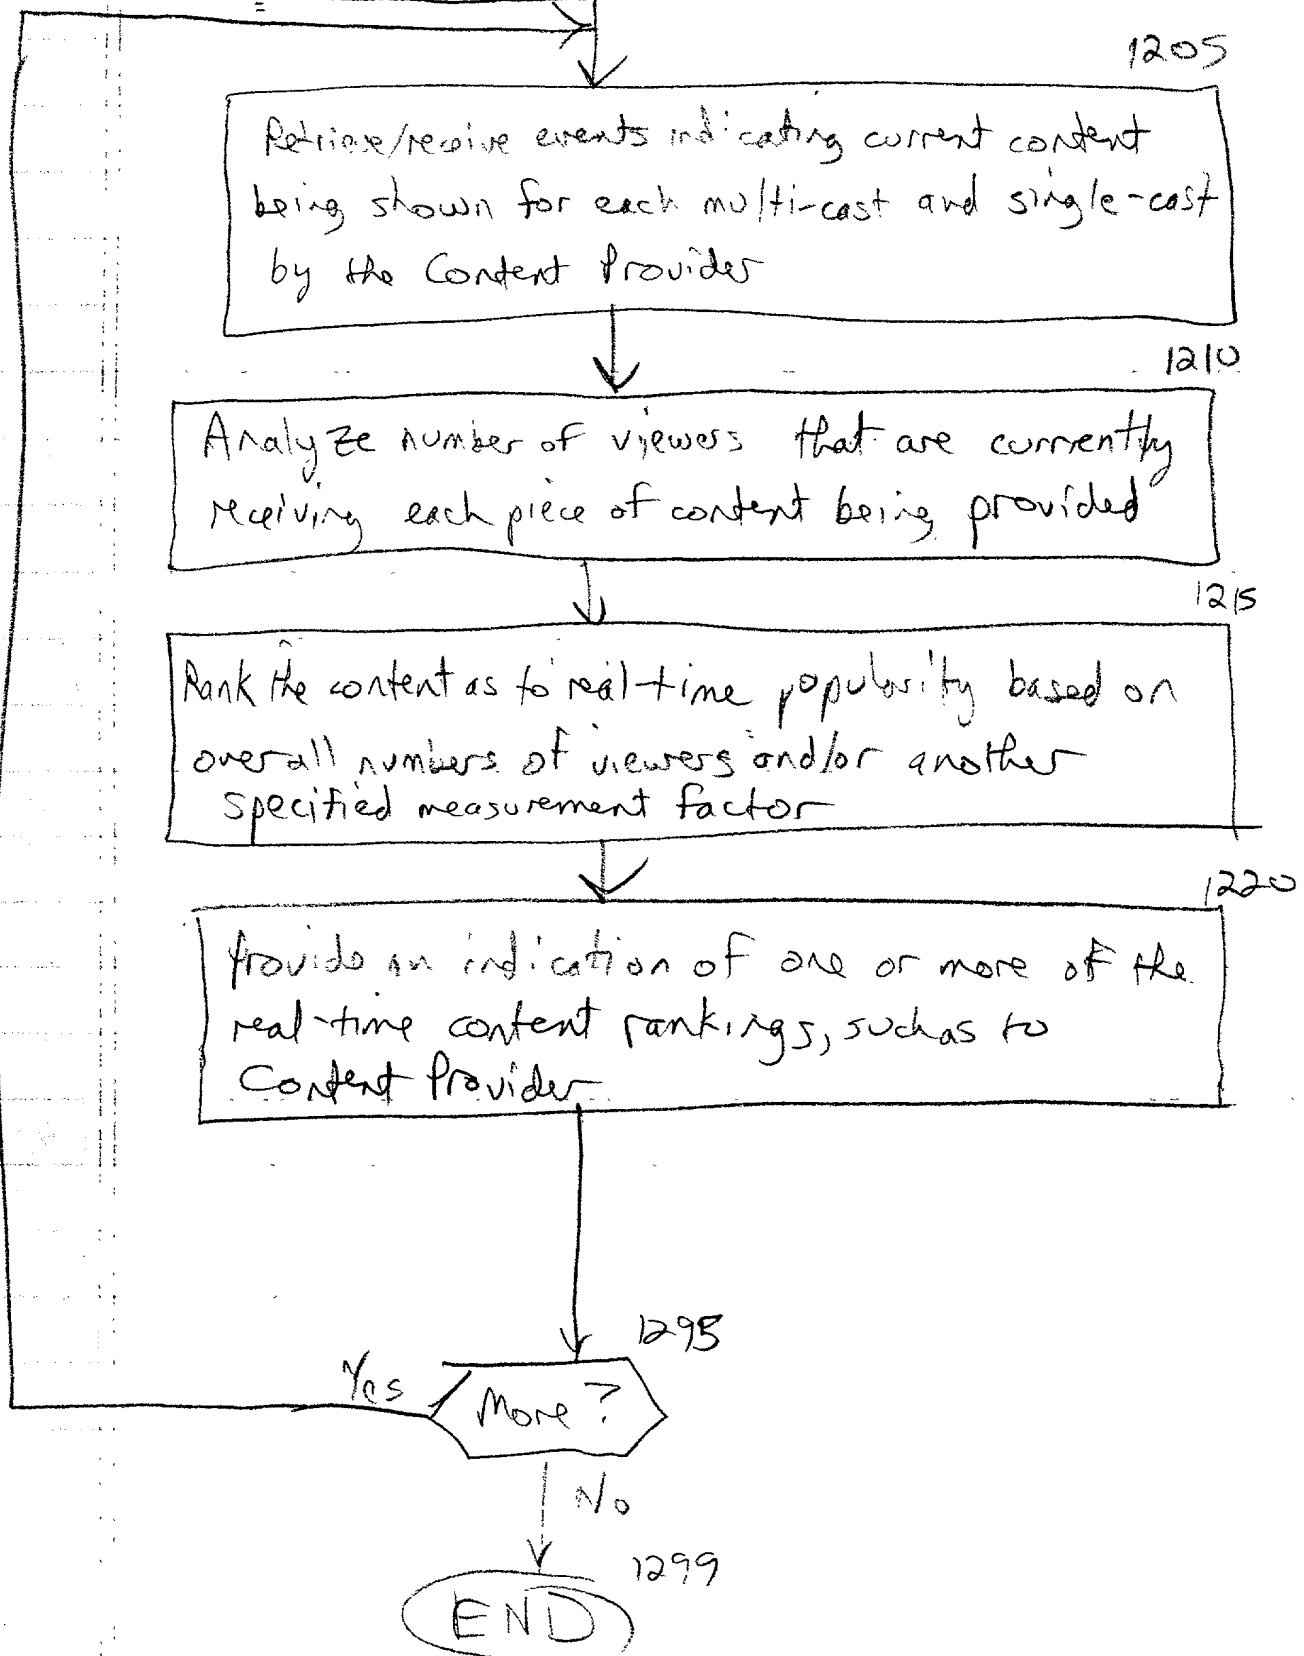 1205
Retrieve/receive events indicating current content
being shown for each multi-cast and single-cast
by the Content Provider
1210
Analyze number of viewers that are currently
receiving each piece of content being provided
1215
Rank the content as to real-time popularity based on
overall numbers of viewers and/or another
specified measurement factor
1220
Provide an indication of one or more of the
real-time content rankings, such as to
Content Provider
1295
Yes
More?
No
1299
END